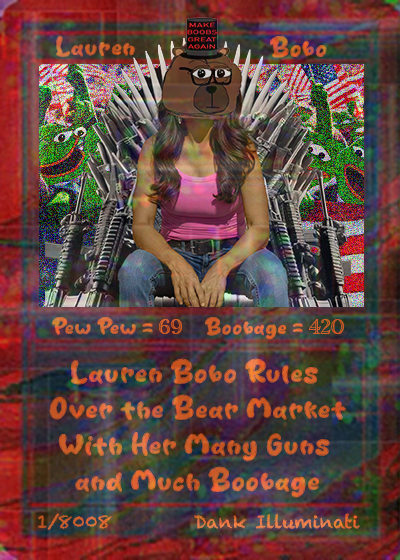 MAKE
BOOBS
GREAT
AGAIN
Lauren Bobo
Pew Pew = 69 Boobage = 420
Lauren Bobo Rules
Over the Bear Market
With Her Many Guns
and Much Boobage
1/8008 Dank Illuminati